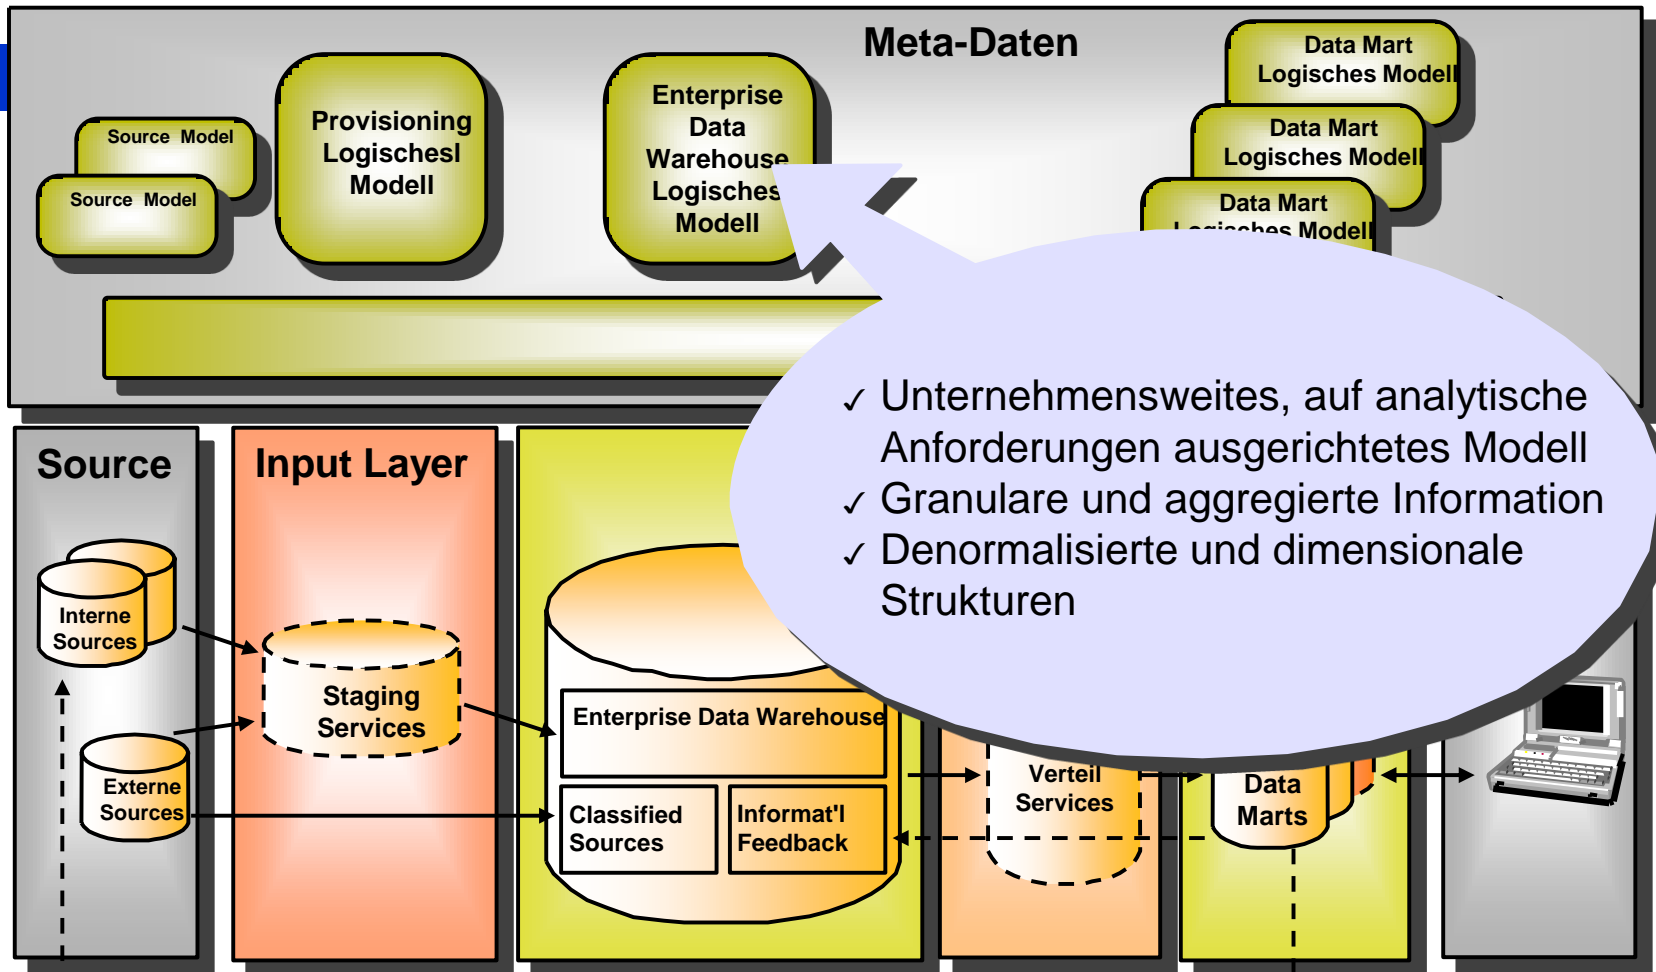 Meta-Daten
Source Model
Source Model
Provisioning
Logischesl
Modell
Enterprise
Data
Warehouse
Logisches
Modell
Data Mart
Logisches Modell
Data Mart
Logisches Modell
Data Mart
Logisches Modell
✓ Unternehmensweites, auf analytische
Anforderungen ausgerichtetes Modell
✓ Granulare und aggregierte Information
✓ Denormalisierte und dimensionale
Strukturen
Source
Interne
Sources
Externe
Sources
Input Layer
Staging
Services
Enterprise Data Warehouse
Classified
Sources
Informat'l
Feedback
Verteil
Services
Data
Marts